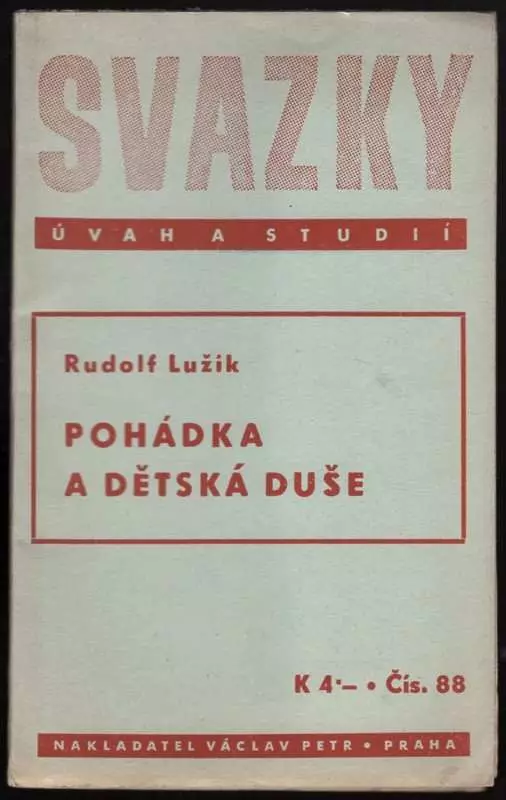 SVAZKY
ÚVAH A STUDIÍ
Rudolf Lužík
POHÁDKA
A DĚTSKÁ DUŠE
K 4·— • Čís. 88
NAKLADATEL VÁCLAV PETR • PRAHA